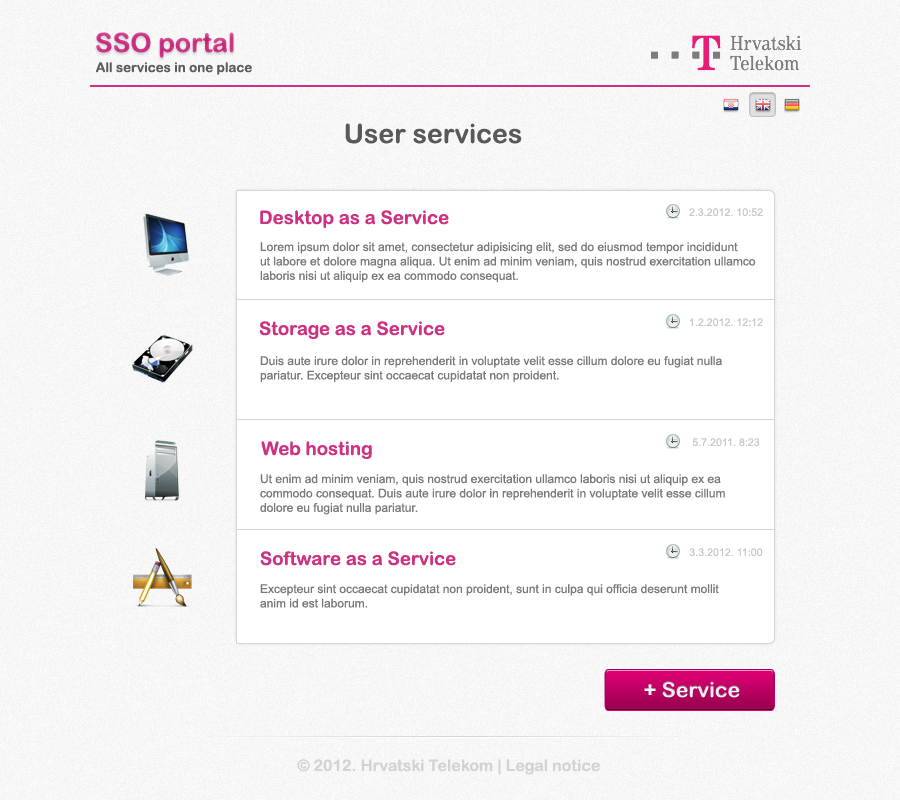 SSO portal
All services in one place
Hrvatski
Telekom
User services
Desktop as a Service
2.3.2012. 10:52
Lorem ipsum dolor sit amet, consectetur adipisicing elit, sed do eiusmod tempor incididunt
ut labore et dolore magna aliqua. Ut enim ad minim veniam, quis nostrud exercitation ullamco
laboris nisi ut aliquip ex ea commodo consequat.
Storage as a Service
1.2.2012. 12:12
Duis aute irure dolor in reprehenderit in voluptate velit esse cillum dolore eu fugiat nulla
pariatur. Excepteur sint occaecat cupidatat non proident.
Web hosting
5.7.2011. 8:23
Ut enim ad minim veniam, quis nostrud exercitation ullamco laboris nisi ut aliquip ex ea
commodo consequat. Duis aute irure dolor in reprehenderit in voluptate velit esse cillum
dolore eu fugiat nulla pariatur.
Software as a Service
3.3.2012. 11:00
Excepteur sint occaecat cupidatat non proident, sunt in culpa qui officia deserunt mollit
anim id est laborum.
+ Service
© 2012. Hrvatski Telekom | Legal notice